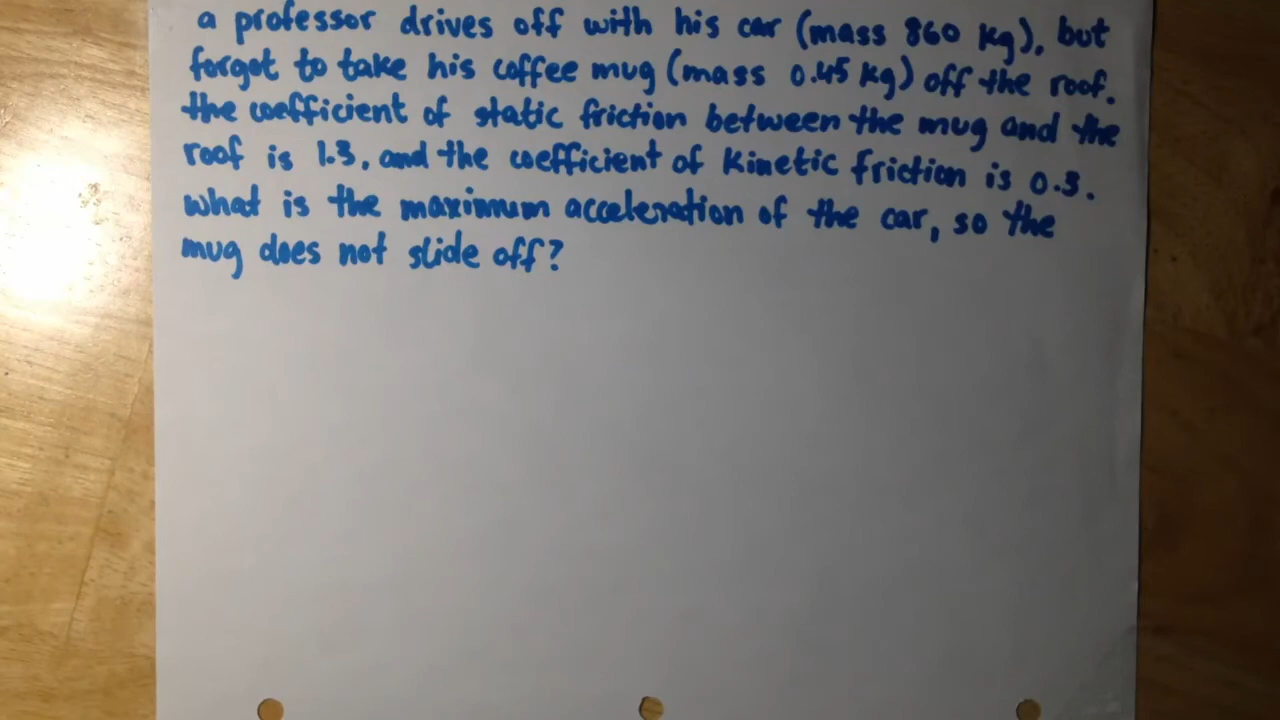 a professor drives off with his car (mass 860 kg), but
forgot to take his coffee mug (mass 0.45 kg) off the roof.
the coefficient of static friction between the mug and the
roof is 1.3, and the coefficient of kinetic friction is 0.3.
what is the maximum acceleration of the car, so the
mug does not slide off?